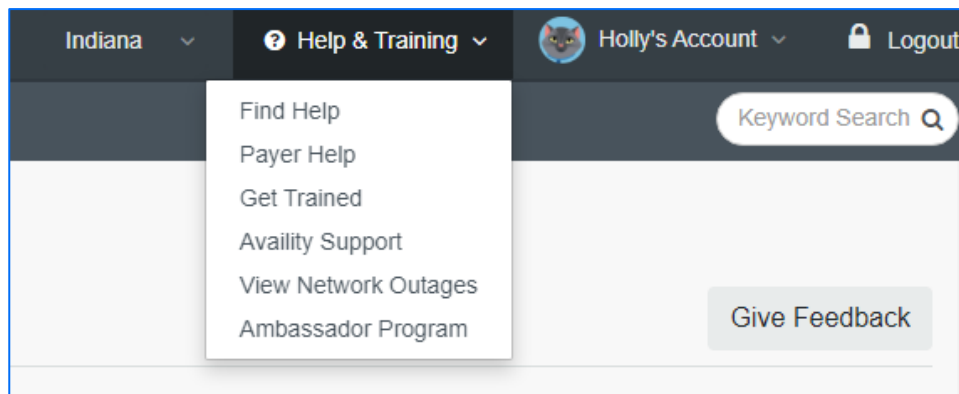 Indiana Help & Training Holly's Account Logout
Keyword Search
Find Help
Payer Help
Get Trained
Availity Support
View Network Outages
Ambassador Program
Give Feedback